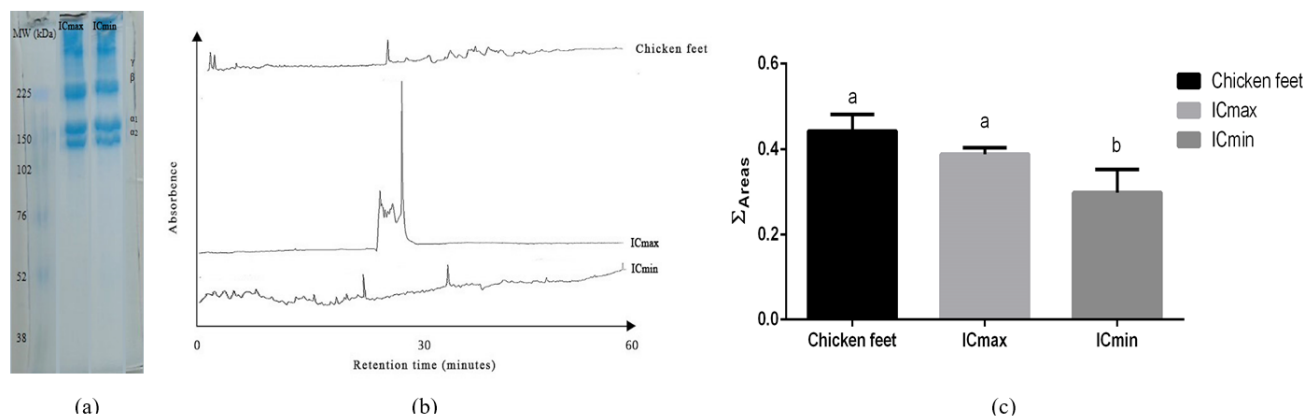 (a)
MW (kDa)
ICmax
ICmin
γ
β
225
α1
α2
150
102
76
52
38
(b)
Absorbence
Chicken feet
ICmax
ICmin
0
30
60
Retention time (minutes)
(c)
0.6
0.4
0.2
0.0
ΣAreas
a
a
b
Chicken feet
ICmax
ICmin
Chicken feet
ICmax
ICmin
(a)
(b)
(c)